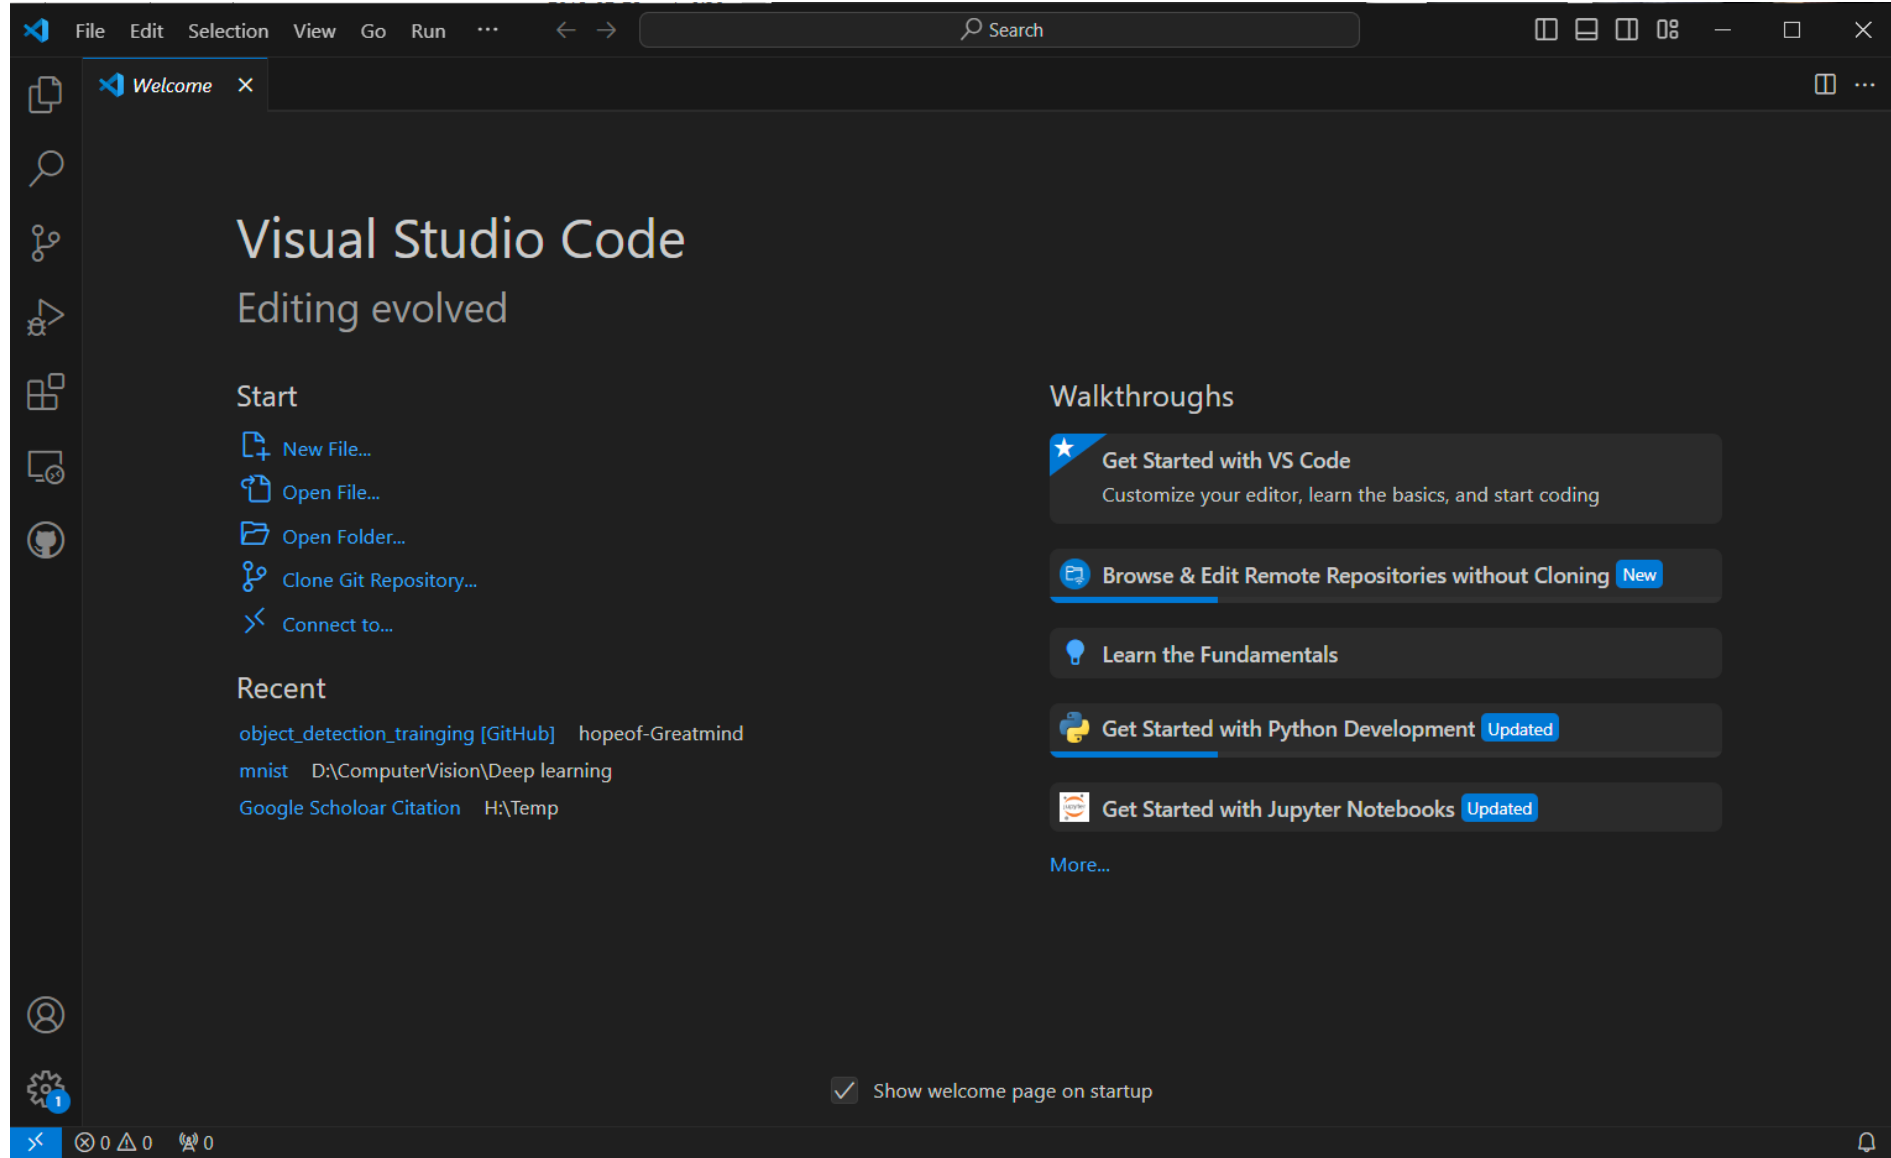 File Edit Selection View Go Run ··· Search
Welcome
Visual Studio Code
Editing evolved
Start
New File...
Open File...
Open Folder...
Clone Git Repository...
Connect to...
Recent
object_detection_trainging [GitHub] hopeof-Greatmind
mnist D:\ComputerVision\Deep learning
Google Scholoar Citation H:\Temp
Walkthroughs
Get Started with VS Code
Customize your editor, learn the basics, and start coding
Browse & Edit Remote Repositories without Cloning New
Learn the Fundamentals
Get Started with Python Development Updated
Get Started with Jupyter Notebooks Updated
More...
Show welcome page on startup
1
0 0 0